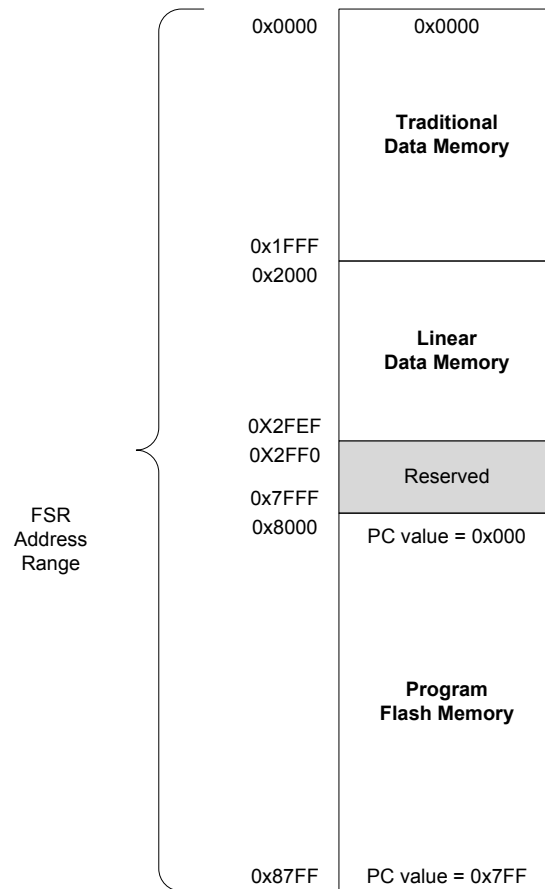 0x0000
0x0000
Traditional
Data Memory
0x1FFF
0x2000
Linear
Data Memory
0X2FEF
0X2FF0
Reserved
0x7FFF
0x8000
PC value = 0x000
FSR
Address
Range
Program
Flash Memory
0x87FF
PC value = 0x7FF